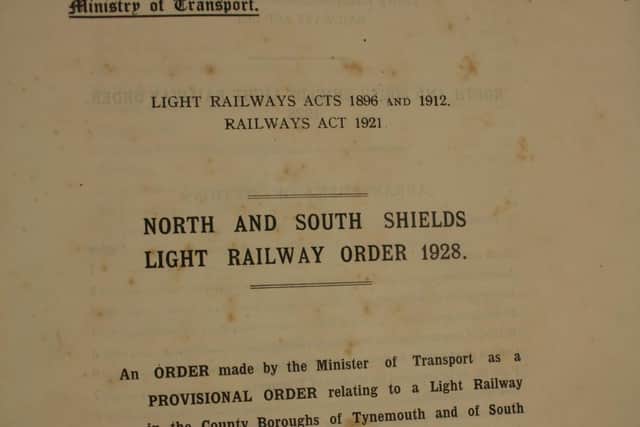 Ministry of Transport.
LIGHT RAILWAYS ACTS 1896 AND 1912.
RAILWAYS ACT 1921.
NORTH AND SOUTH SHIELDS
LIGHT RAILWAY ORDER 1928.
An ORDER made by the Minister of Transport as a
PROVISIONAL ORDER relating to a Light Railway
in the County Boroughs of Tynemouth and of South